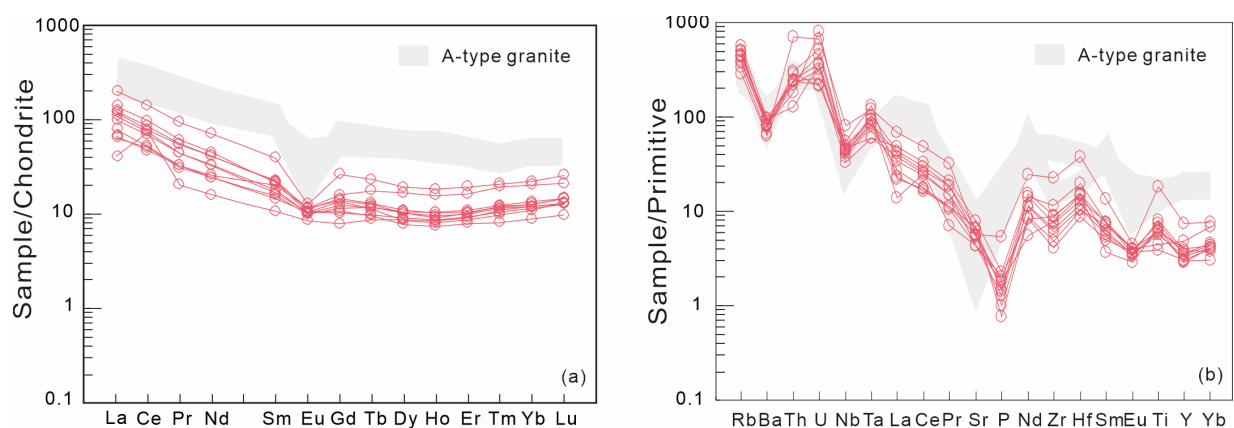 1000
100
10
1
0.1
Sample/Chondrite
A-type granite
(a)
La Ce Pr Nd Sm Eu Gd Tb Dy Ho Er Tm Yb Lu
1000
100
10
1
0.1
Sample/Primitive
A-type granite
(b)
Rb Ba Th U Nb Ta La Ce Pr Sr P Nd Zr Hf Sm Eu Ti Y Yb